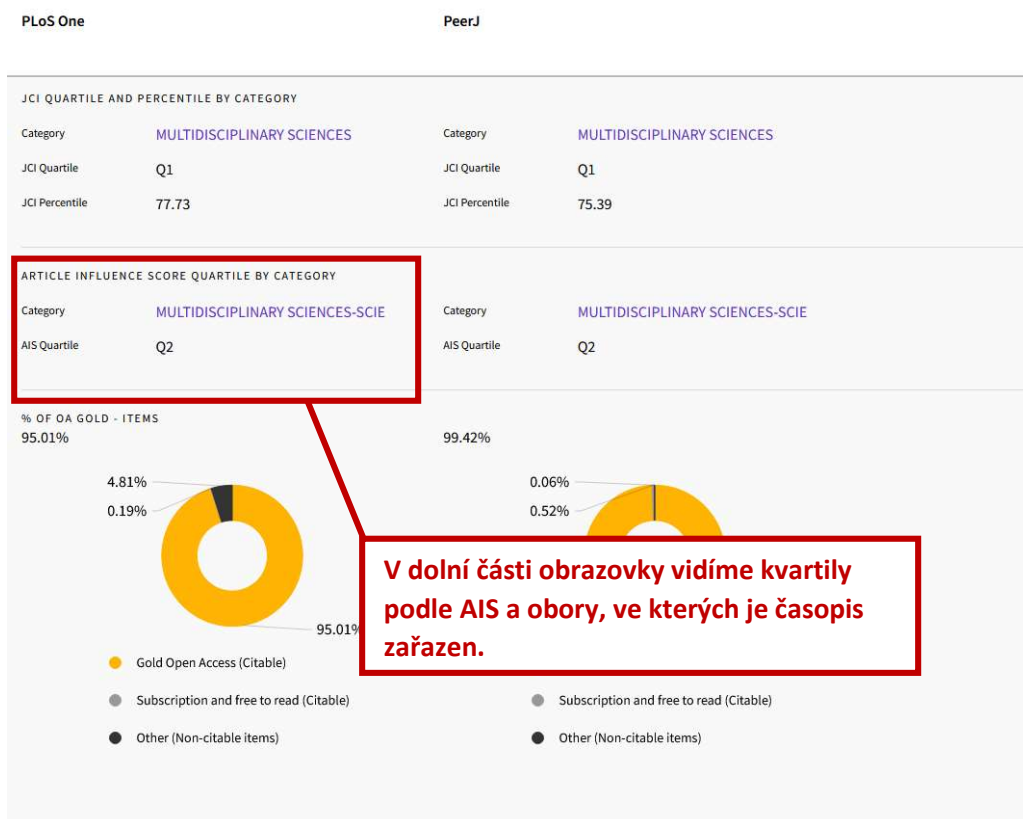 PLoS One
PeerJ
JCI QUARTILE AND PERCENTILE BY CATEGORY
Category MULTIDISCIPLINARY SCIENCES Category MULTIDISCIPLINARY SCIENCES
JCI Quartile Q1 JCI Quartile Q1
JCI Percentile 77.73 JCI Percentile 75.39
ARTICLE INFLUENCE SCORE QUARTILE BY CATEGORY
Category MULTIDISCIPLINARY SCIENCES-SCIE Category MULTIDISCIPLINARY SCIENCES-SCIE
AIS Quartile Q2 AIS Quartile Q2
% OF OA GOLD - ITEMS
95.01% 99.42%
4.81% 0.06%
0.19% 0.52%
V dolní části obrazovky vidíme kvartily
podle AIS a obory, ve kterých je časopis
zařazen.
95.01%
Gold Open Access (Citable)
Subscription and free to read (Citable) Subscription and free to read (Citable)
Other (Non-citable items) Other (Non-citable items)